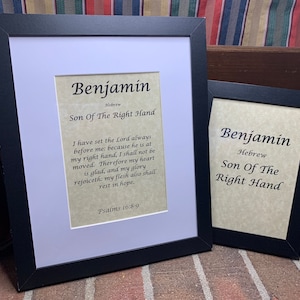 Benjamin
Hebrew
Son Of The Right Hand
I have set the Lord always
before me: because he is at
my right hand, I shall not be
moved. Therefore my heart
is glad, and my glory
rejoiceth: my flesh also shall
rest in hope.
Psalms 16:8-9
Benjamin
Hebrew
Son Of The
Right Hand